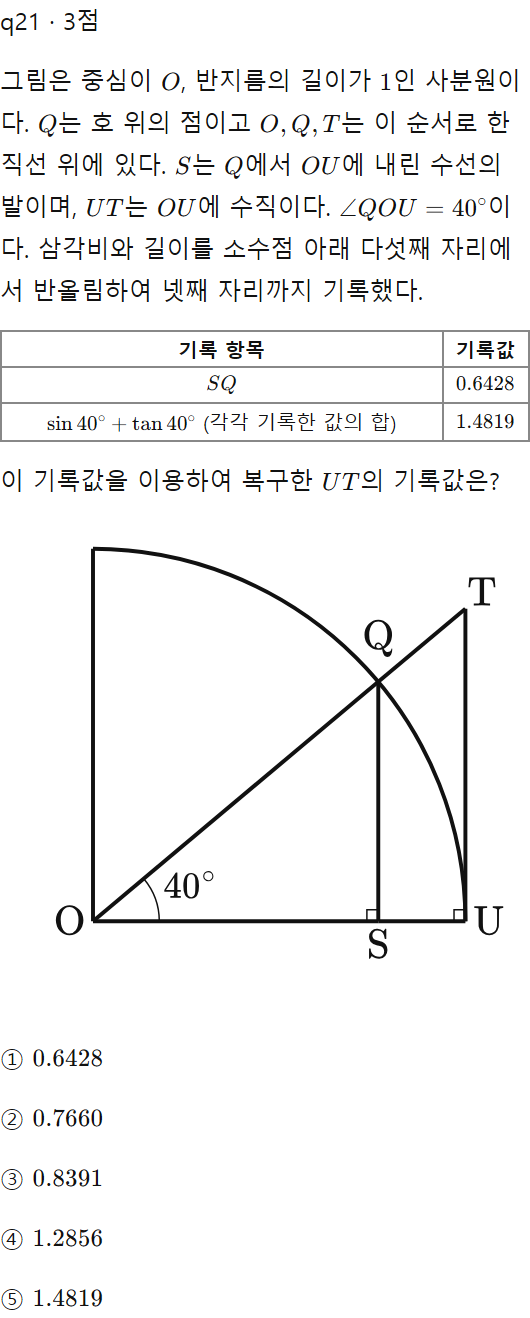 q21 · 3점
그림은 중심이 O, 반지름의 길이가 1인 사분원이
다. Q는 호 위의 점이고 O, Q, T는 이 순서로 한
직선 위에 있다. S는 Q에서 OU에 내린 수선의
발이며, UT는 OU에 수직이다. ∠QOU = 40°이
다. 삼각비와 길이를 소수점 아래 다섯째 자리에
서 반올림하여 넷째 자리까지 기록했다.
기록 항목 기록값
SQ 0.6428
sin 40° + tan 40° (각각 기록한 값의 합) 1.4819
이 기록값을 이용하여 복구한 UT의 기록값은?
T
Q
40°
O
U
S
① 0.6428
② 0.7660
③ 0.8391
④ 1.2856
⑤ 1.4819